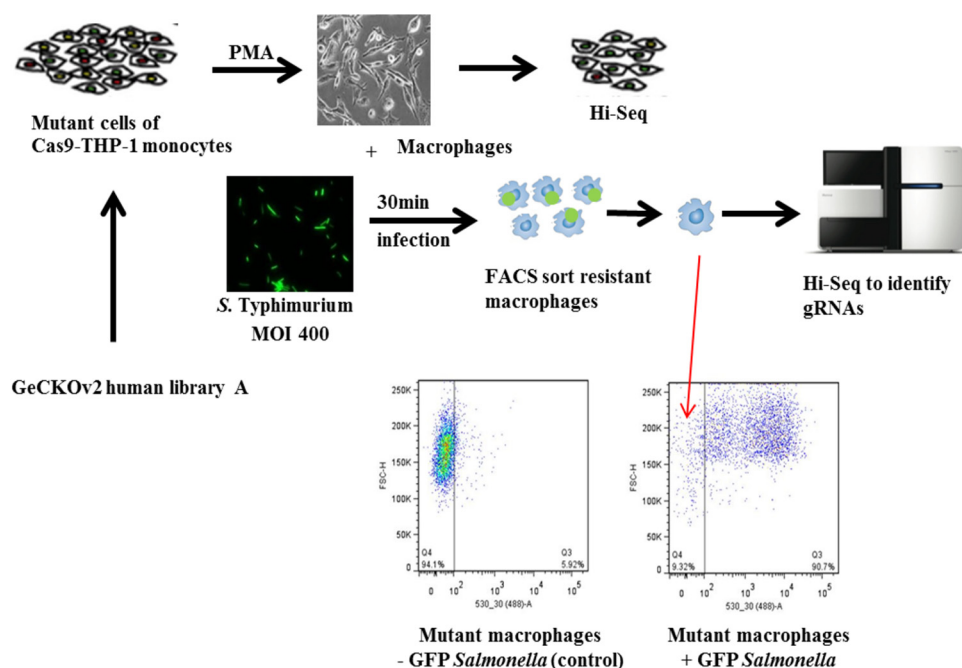 PMA
Mutant cells of
Cas9-THP-1 monocytes
+ Macrophages
Hi-Seq
30min
infection
S. Typhimurium
MOI 400
FACS sort resistant
macrophages
Hi-Seq to identify
gRNAs
GeCKOv2 human library A
250K
200K
150K
100K
50K
0
FSC-H
Q4
94.1%
Q3
5.92%
0 10^2 10^3 10^4 10^5
530_30 (488)-A
Mutant macrophages
- GFP Salmonella (control)
250K
200K
150K
100K
50K
0
FSC-H
Q4
9.32%
Q3
90.7%
0 10^2 10^3 10^4 10^5
530_30 (488)-A
Mutant macrophages
+ GFP Salmonella